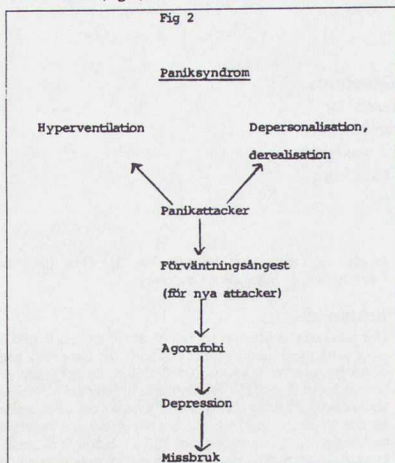 Fig 2
Paniksyndrom
Hyperventilation Depersonalisation,
derealisation
Panikattacker
Förväntningsångest
(för nya attacker)
Agorafobi
Depression
Missbruk